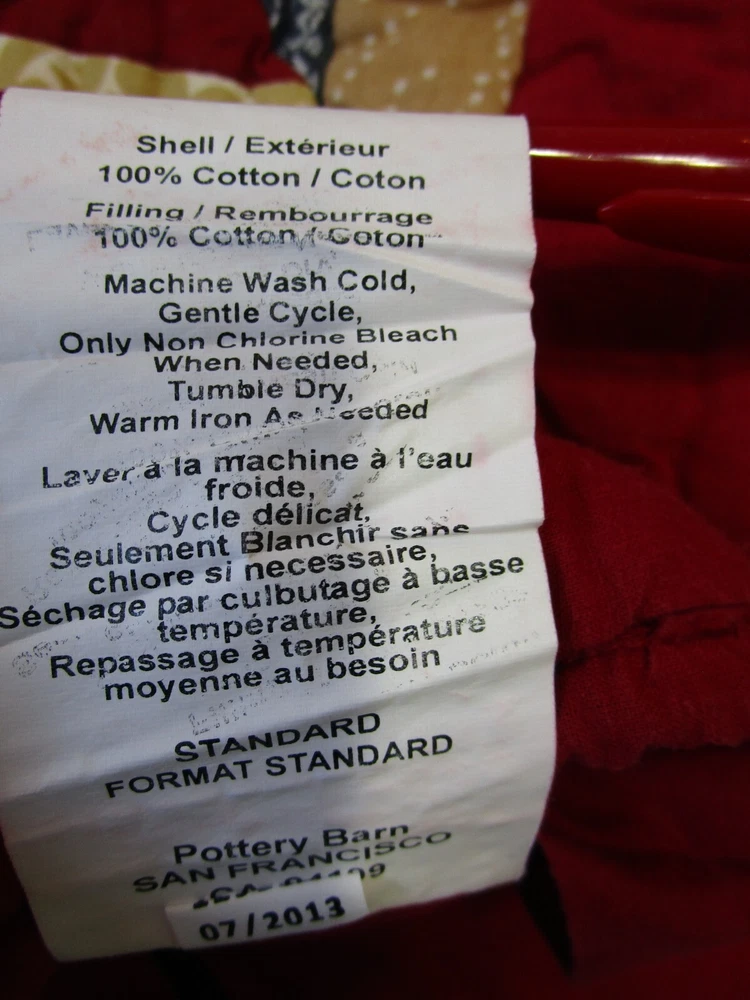 Shell / Extérieur
100% Cotton / Coton
Filling / Rembourrage
100% Cotton / Coton
Machine Wash Cold,
Gentle Cycle,
Only Non Chlorine Bleach
When Needed,
Tumble Dry,
Warm Iron As Needed
Laver à la machine à l'eau
froide,
Cycle délicat,
Seulement Blanchir sans
chlore si necessaire,
Séchage par culbutage à basse
température,
Repassage à température
moyenne au besoin
STANDARD
FORMAT STANDARD
Pottery Barn
SAN FRANCISCO
CA 94109
07/2013